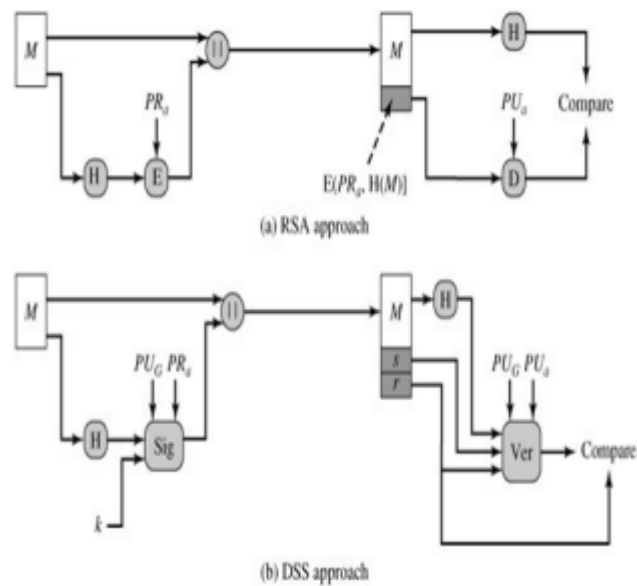 M
||
PRa
H
E
M
E(PRa, H(M)]
H
PUa
D
Compare
(a) RSA approach
M
||
PUG PRa
H
Sig
k
M
s
r
H
PUG PUa
Ver
Compare
(b) DSS approach